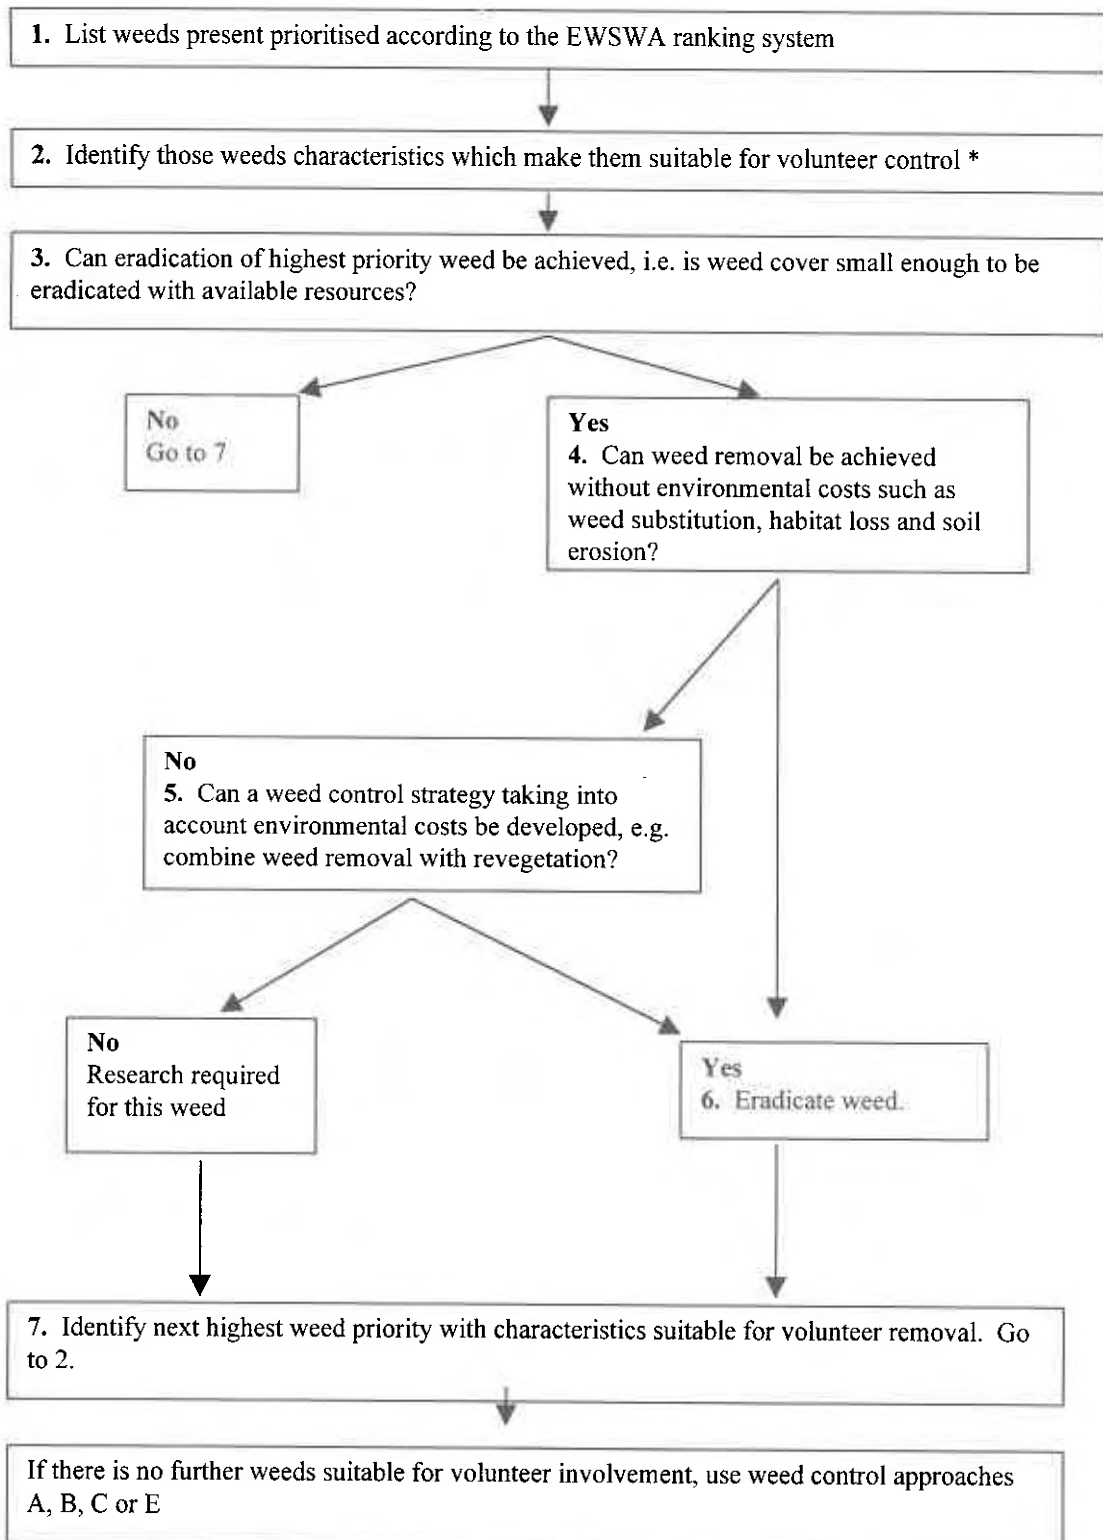 1. List weeds present prioritised according to the EWSWA ranking system
2. Identify those weeds characteristics which make them suitable for volunteer control *
3. Can eradication of highest priority weed be achieved, i.e. is weed cover small enough to be
eradicated with available resources?
No
Go to 7
Yes
4. Can weed removal be achieved
without environmental costs such as
weed substitution, habitat loss and soil
erosion?
No
5. Can a weed control strategy taking into
account environmental costs be developed, e.g.
combine weed removal with revegetation?
No
Research required
for this weed
Yes
6. Eradicate weed.
7. Identify next highest weed priority with characteristics suitable for volunteer removal. Go
to 2.
If there is no further weeds suitable for volunteer involvement, use weed control approaches
A, B, C or E